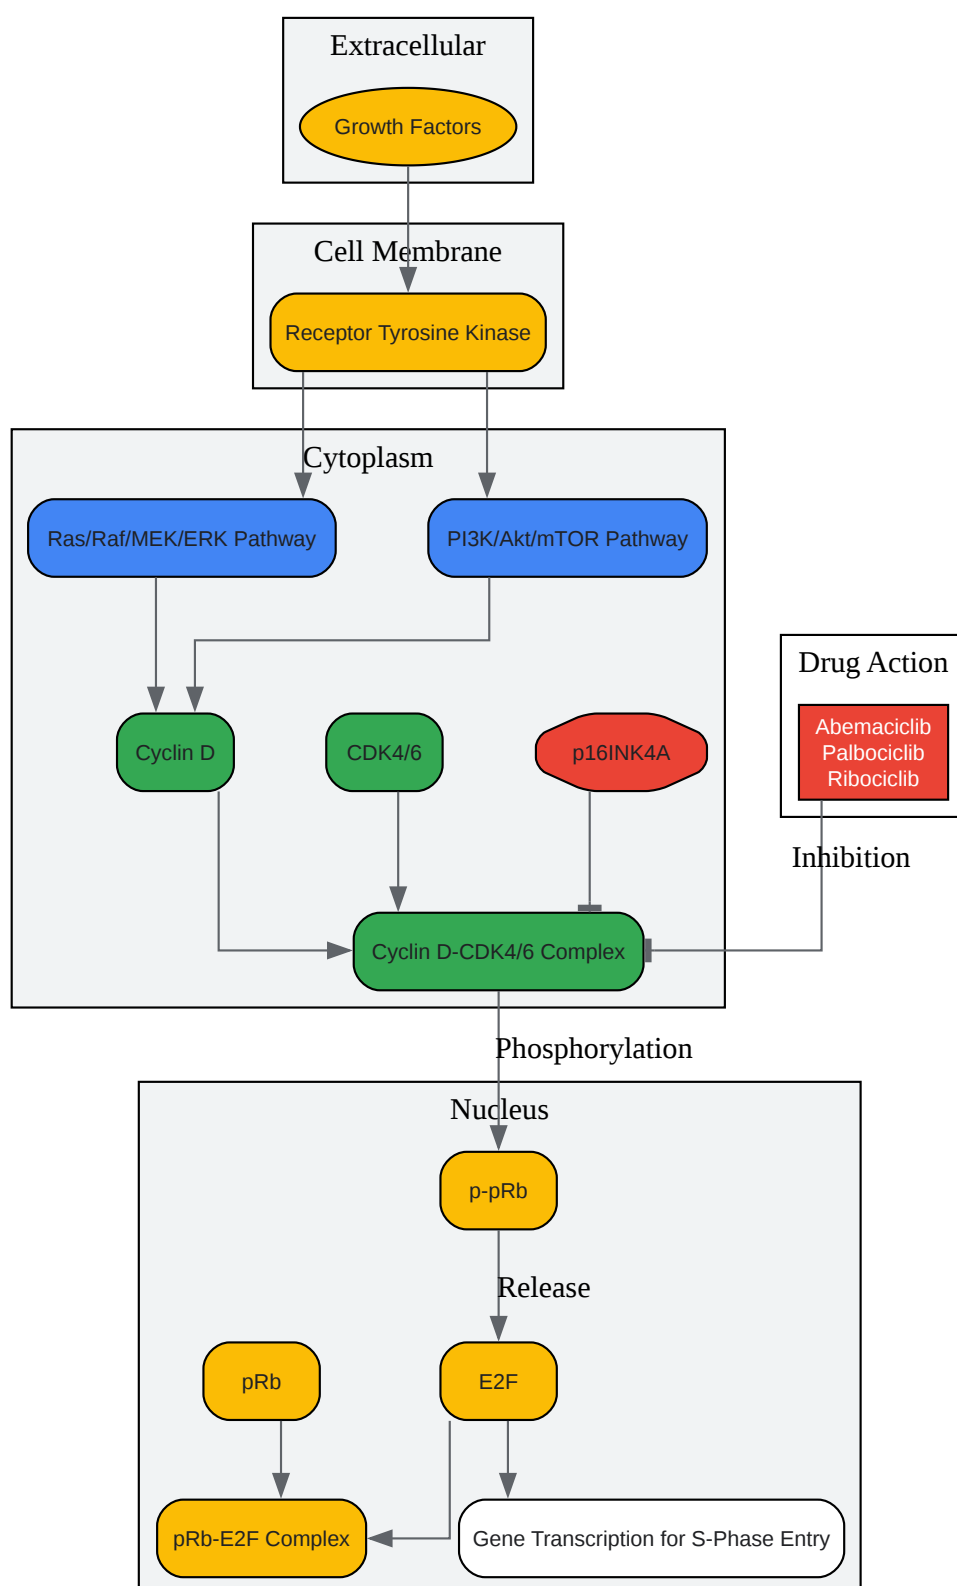 Extracellular
Growth Factors
Cell Membrane
Receptor Tyrosine Kinase
Cytoplasm
Ras/Raf/MEK/ERK Pathway
PI3K/Akt/mTOR Pathway
Drug Action
Abemaciclib
Palbociclib
Ribociclib
Cyclin D
CDK4/6
p16INK4A
Inhibition
Cyclin D-CDK4/6 Complex
Phosphorylation
Nucleus
p-pRb
Release
pRb
E2F
pRb-E2F Complex
Gene Transcription for S-Phase Entry